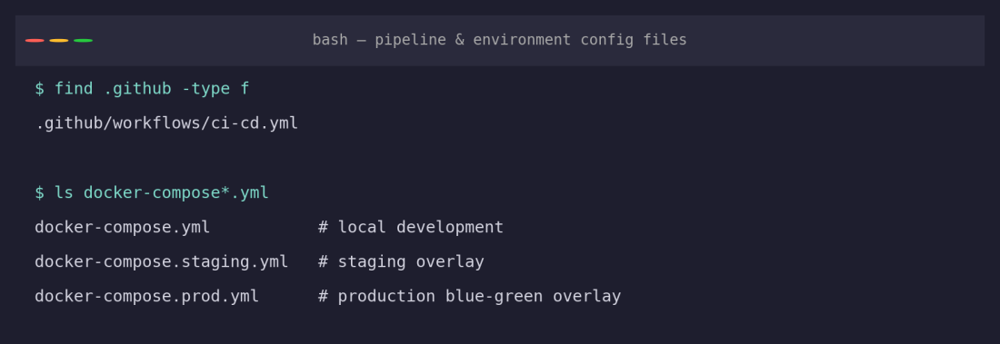 bash — pipeline & environment config files
$ find .github -type f
.github/workflows/ci-cd.yml
$ ls docker-compose*.yml
docker-compose.yml           # local development
docker-compose.staging.yml   # staging overlay
docker-compose.prod.yml      # production blue-green overlay